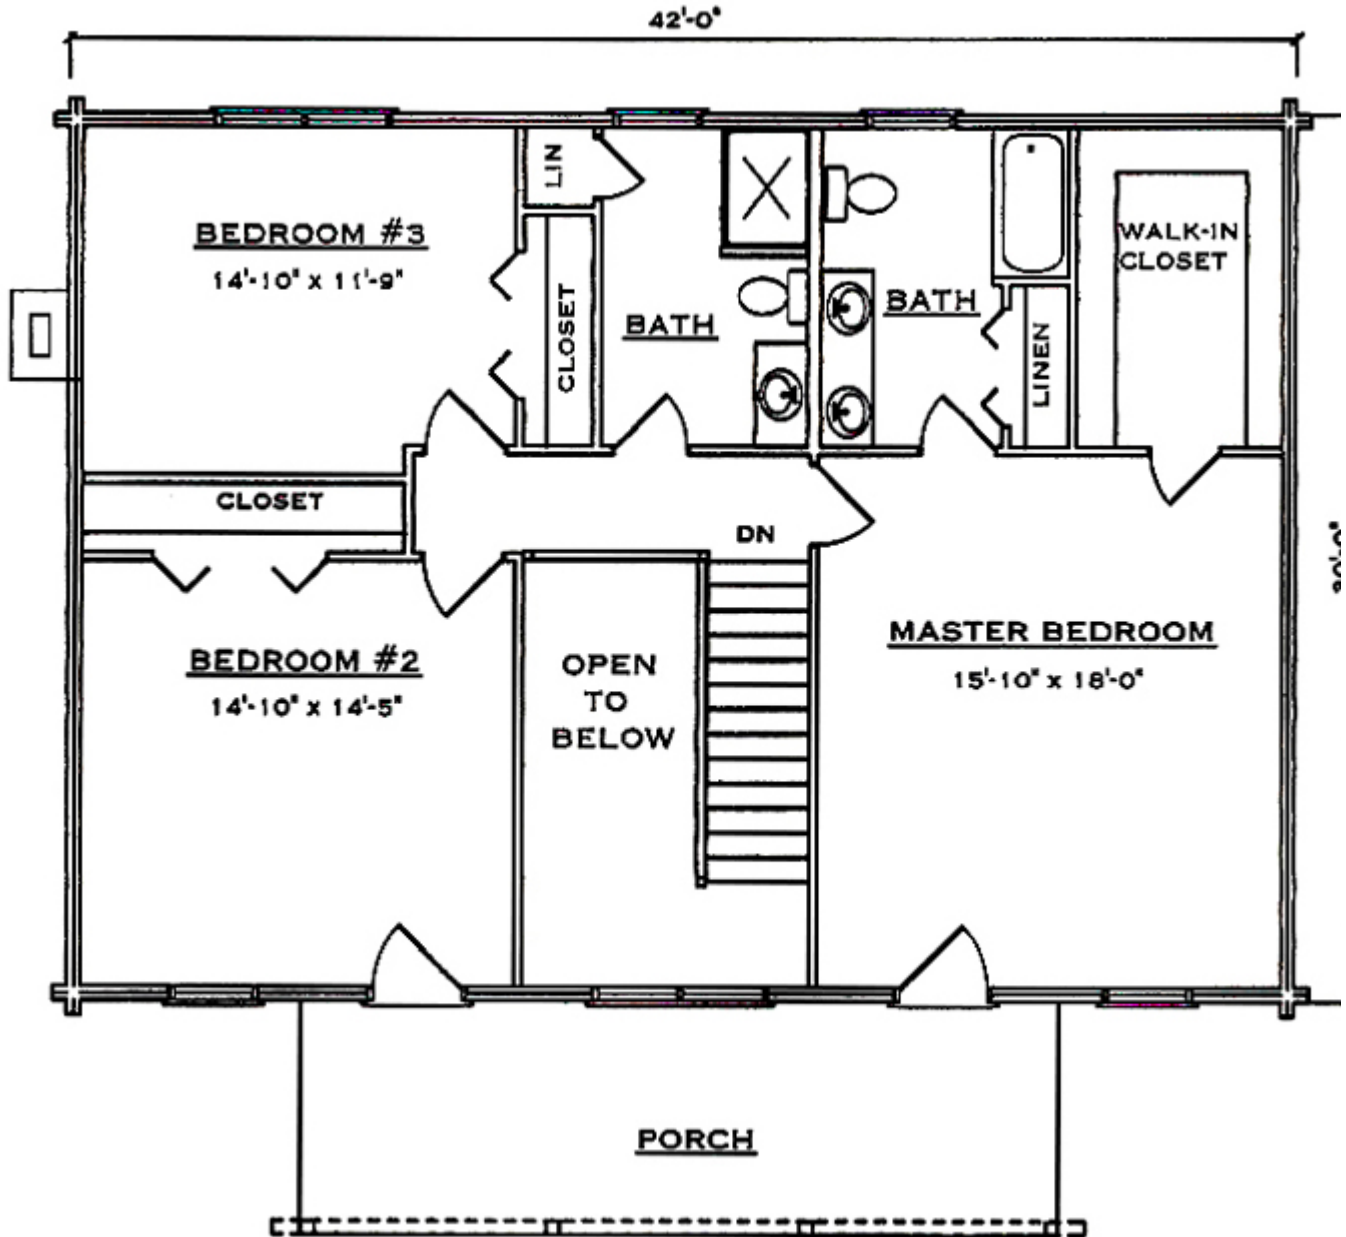 42'-0"
LIN
BEDROOM #3
14'-10" x 11'-9"
CLOSET
BATH
BATH
LINEN
WALK-IN
CLOSET
CLOSET
DN
BEDROOM #2
14'-10" x 14'-5"
OPEN
TO
BELOW
MASTER BEDROOM
15'-10" x 18'-0"
PORCH